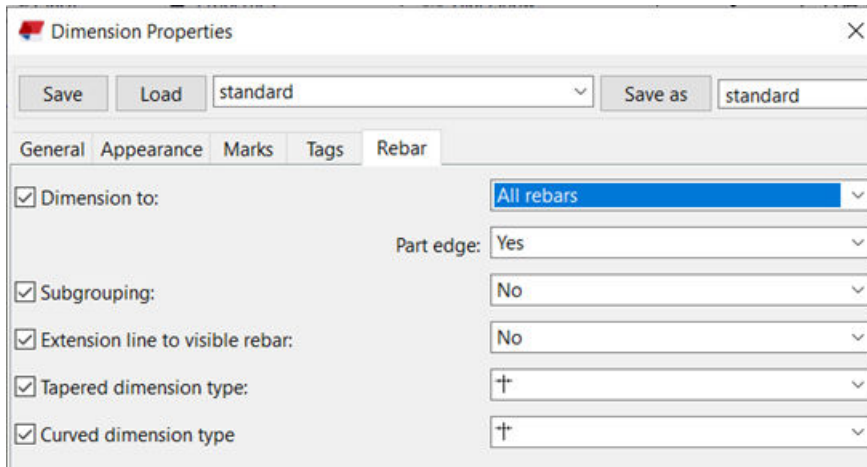 Dimension Properties
Save Load standard Save as standard
General Appearance Marks Tags Rebar
Dimension to: All rebars
Part edge: Yes
Subgrouping: No
Extension line to visible rebar: No
Tapered dimension type:
Curved dimension type